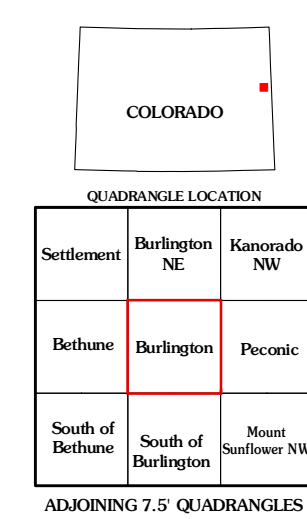 COLORADO
QUADRANGLE LOCATION
Settlement
Burlington
NE
Kanorado
NW
Bethune
Burlington
Peconic
South of
Bethune
South of
Burlington
Mount
Sunflower NW
ADJOINING 7.5' QUADRANGLES